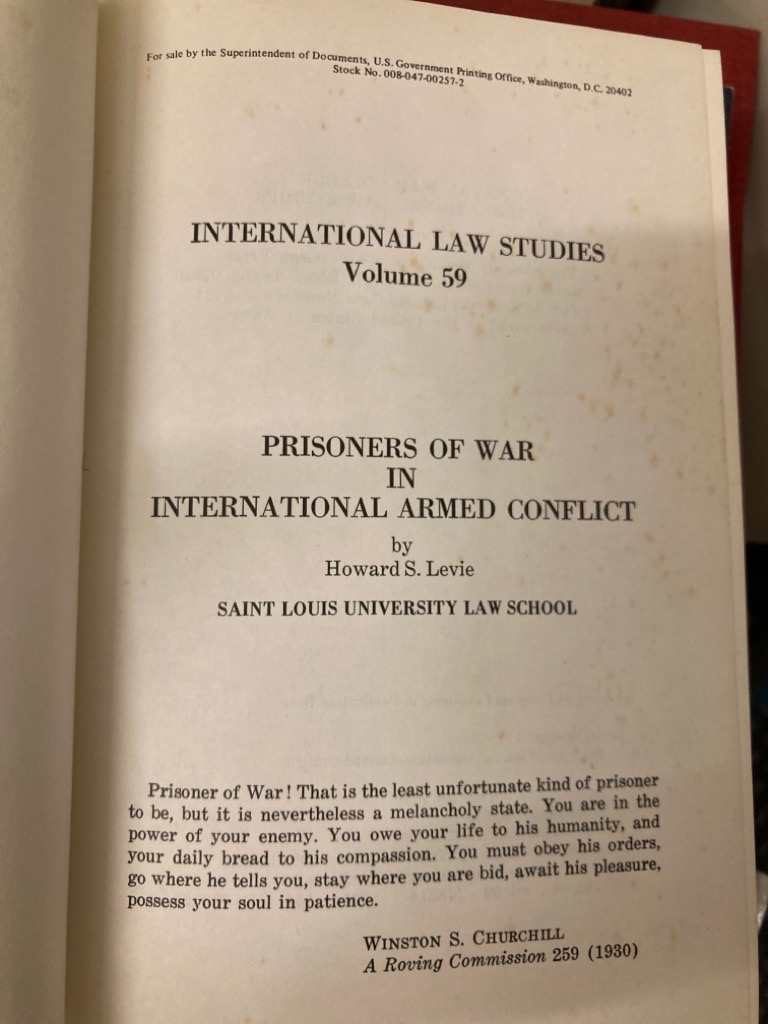 For sale by the Superintendent of Documents, U.S. Government Printing Office, Washington, D.C. 20402
Stock No. 008-047-00257-2
INTERNATIONAL LAW STUDIES
Volume 59
PRISONERS OF WAR
IN
INTERNATIONAL ARMED CONFLICT
by
Howard S. Levie
SAINT LOUIS UNIVERSITY LAW SCHOOL
Prisoner of War! That is the least unfortunate kind of prisoner
to be, but it is nevertheless a melancholy state. You are in the
power of your enemy. You owe your life to his humanity, and
your daily bread to his compassion. You must obey his orders,
go where he tells you, stay where you are bid, await his pleasure,
possess your soul in patience.
WINSTON S. CHURCHILL
A Roving Commission 259 (1930)